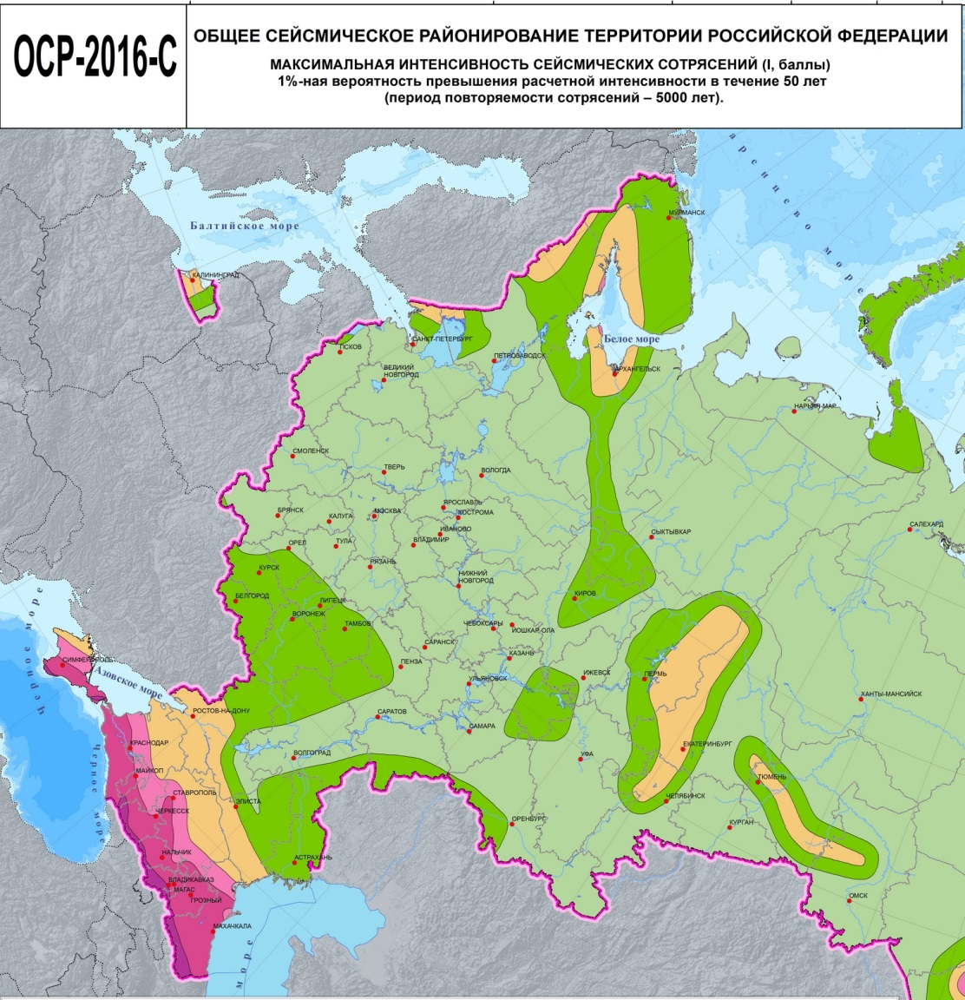 ОСР-2016-С
ОБЩЕЕ СЕЙСМИЧЕСКОЕ РАЙОНИРОВАНИЕ ТЕРРИТОРИИ РОССИЙСКОЙ ФЕДЕРАЦИИ
МАКСИМАЛЬНАЯ ИНТЕНСИВНОСТЬ СЕЙСМИЧЕСКИХ СОТРЯСЕНИЙ (I, баллы)
1%-ная вероятность превышения расчетной интенсивности в течение 50 лет
(период повторяемости сотрясений – 5000 лет).
аренцево море
МУРМАНСК
Балтийское море
КАЛИНИНГРАД
САНКТ-ПЕТЕРБУРГ
Белое море
ПСКОВ
ПЕТРОЗАВОДСК
ВЕЛИКИЙ
НОВГОРОД
АРХАНГЕЛЬСК
НАРЬЯН-МАР
СМОЛЕНСК
ТВЕРЬ
ВОЛОГДА
ЯРОСЛАВЛЬ
БРЯНСК
КАЛУГА
МОСКВА
КОСТРОМА
ИВАНОВО
САЛЕХАРД
СЫКТЫВКАР
ОРЕЛ
ТУЛА
ВЛАДИМИР
РЯЗАНЬ
КУРСК
НИЖНИЙ
НОВГОРОД
БЕЛГОРОД
ЛИПЕЦК
КИРОВ
ВОРОНЕЖ
ТАМБОВ
ЧЕБОКСАРЫ
ЙОШКАР-ОЛА
САРАНСК
Черное море
СИМФЕРОПОЛЬ
КАЗАНЬ
ПЕНЗА
Азовское море
УЛЬЯНОВСК
ИЖЕВСК
ПЕРМЬ
ХАНТЫ-МАНСИЙСК
РОСТОВ-НА-ДОНУ
САРАТОВ
САМАРА
КРАСНОДАР
ЕКАТЕРИНБУРГ
ВОЛГОГРАД
УФА
МАЙКОП
ТЮМЕНЬ
Черное море
СТАВРОПОЛЬ
ЭЛИСТА
ЧЕЛЯБИНСК
ЧЕРКЕССК
ОРЕНБУРГ
КУРГАН
НАЛЬЧИК
АСТРАХАНЬ
ВЛАДИКАВКАЗ
МАГАС
ГРОЗНЫЙ
ОМСК
МАХАЧКАЛА
море